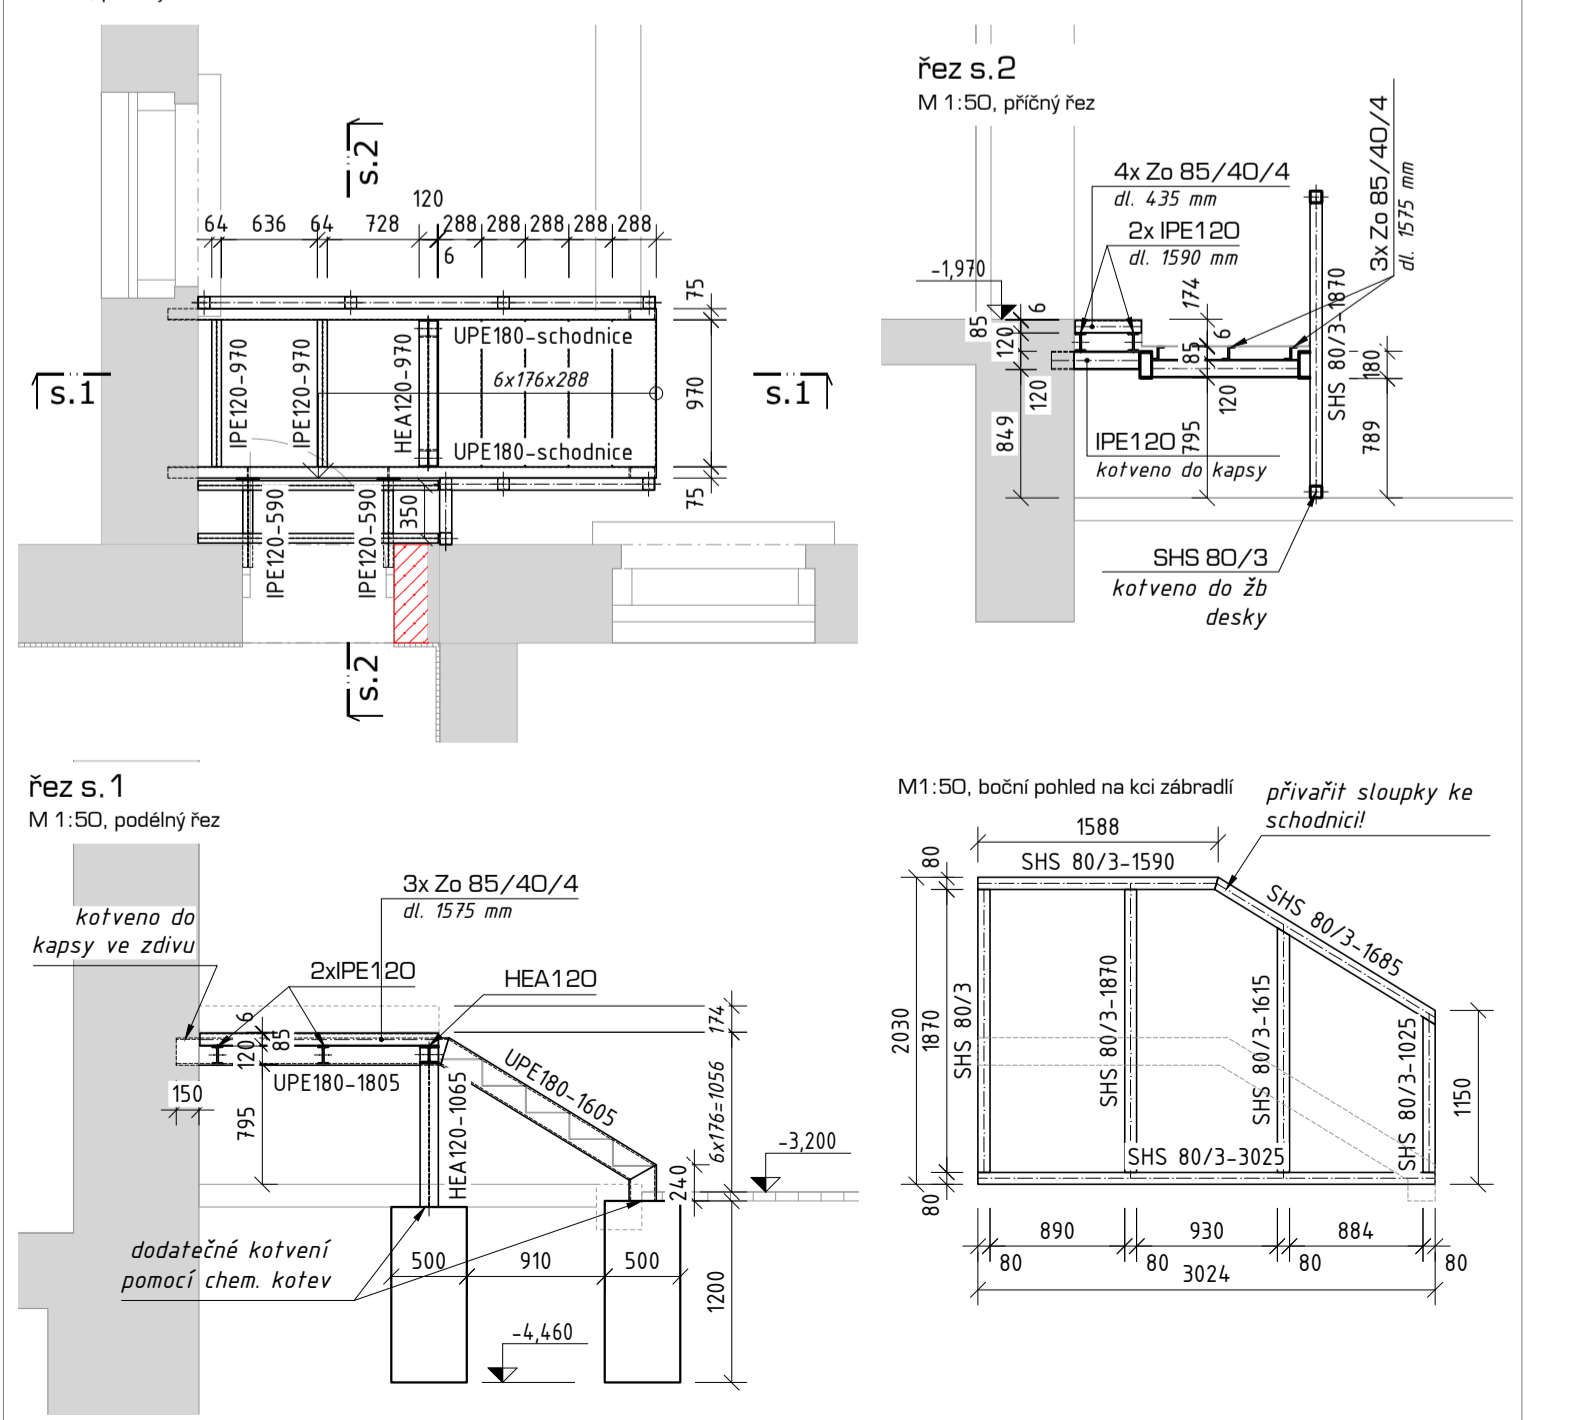 120
64 636 64 728 288 288 288 288 288
6
s.2
75
UPE180-schodnice
IPE120-970
IPE120-970
HEA120-970
6x176x288
970
s.1
s.1
UPE180-schodnice
75
IPE120-590
IPE120-590
350
s.2
řez s.2
M 1:50, příčný řez
4x Zo 85/40/4
dl. 435 mm
2x IPE120
dl. 1590 mm
3x Zo 85/40/4
dl. 1575 mm
-1,970
6
85
120
120
849
174
6
85
120
795
SHS 80/3-1870
180
789
IPE120
kotveno do kapsy
SHS 80/3
kotveno do žb
desky
řez s.1
M 1:50, podélný řez
kotveno do
kapsy ve zdivu
3x Zo 85/40/4
dl. 1575 mm
2xIPE120
HEA120
6
85
120
174
UPE180-1805
UPE180-1605
150
795
HEA120-1065
6x176=1056
-3,200
240
dodatečné kotvení
pomocí chem. kotev
500 910 500
1200
-4,460
M1:50, boční pohled na kci zábradlí
přivařit sloupky ke
schodnici!
1588
80
SHS 80/3-1590
SHS 80/3-1685
2030
1870
SHS 80/3
SHS 80/3-1870
SHS 80/3-1615
SHS 80/3-1025
1150
SHS 80/3-3025
80
890 930 884
80 80 80 80
3024